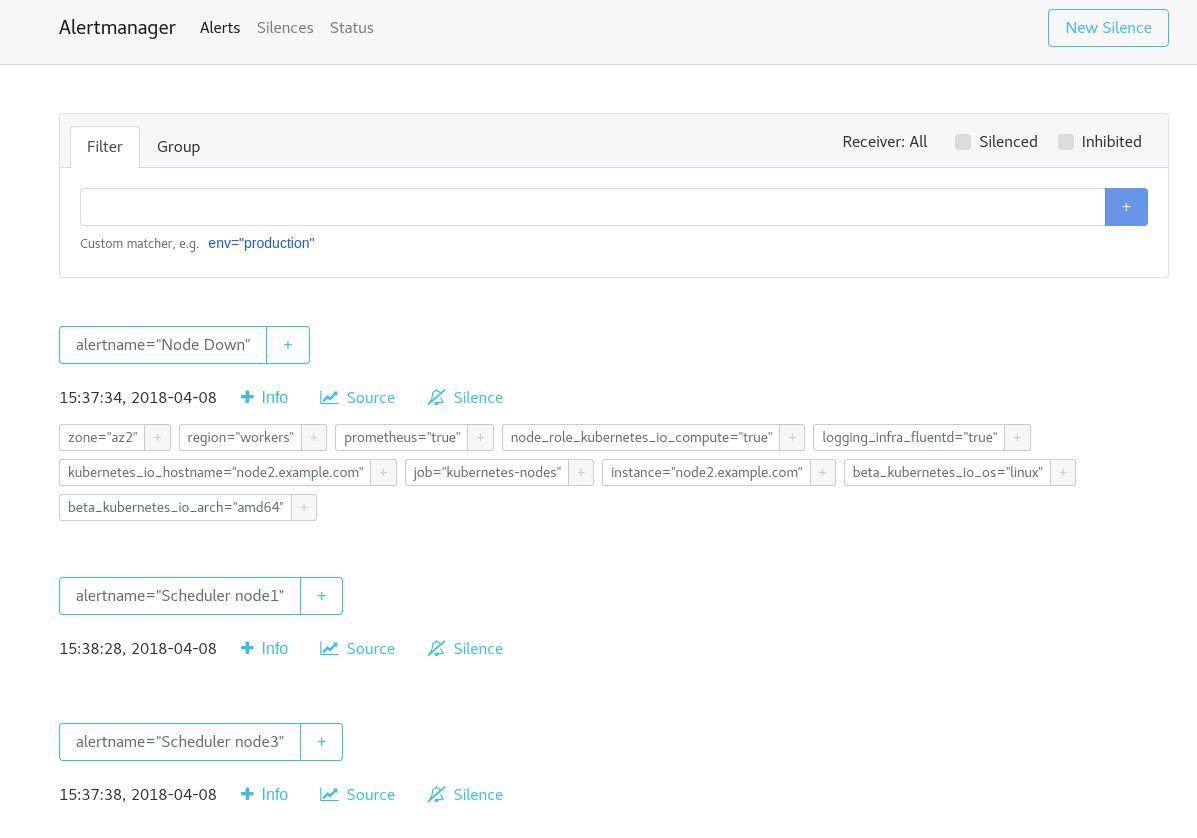 Alertmanager Alerts Silences Status New Silence
Filter Group Receiver: All Silenced Inhibited
+
Custom matcher, e.g. env="production"
alertname="Node Down" +
15:37:34, 2018-04-08 + Info Source Silence
zone="az2" + region="workers" + prometheus="true" + node_role_kubernetes_io_compute="true" + logging_infra_fluentd="true" +
kubernetes_io_hostname="node2.example.com" + job="kubernetes-nodes" + instance="node2.example.com" + beta_kubernetes_io_os="linux" +
beta_kubernetes_io_arch="amd64" +
alertname="Scheduler node1" +
15:38:28, 2018-04-08 + Info Source Silence
alertname="Scheduler node3" +
15:37:38, 2018-04-08 + Info Source Silence